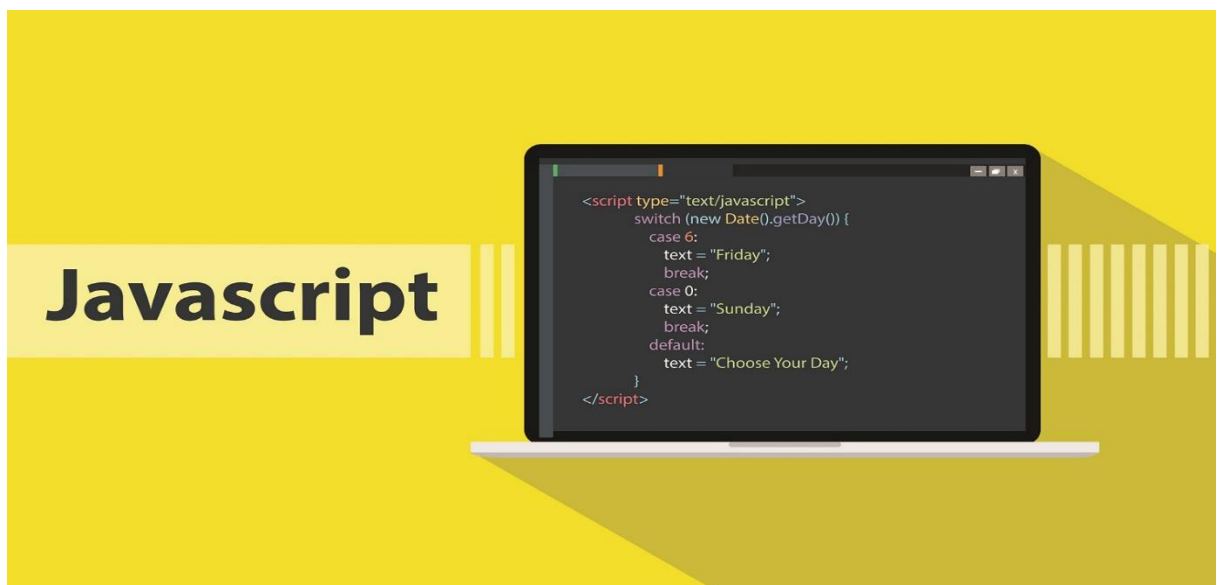 Javascript
<script type="text/javascript">
switch (new Date().getDay()) {
case 6:
text = "Friday";
break;
case 0:
text = "Sunday";
break;
default:
text = "Choose Your Day";
}
</script>